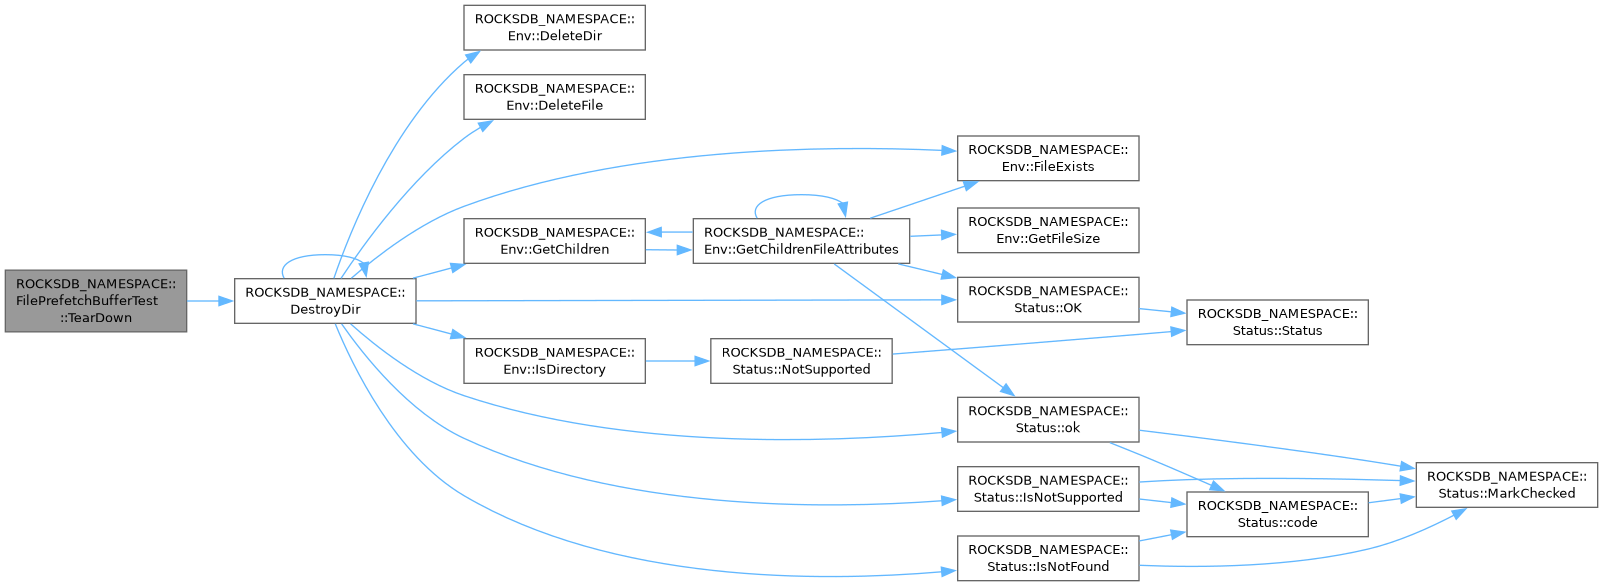 ROCKSDB_NAMESPACE::
FilePrefetchBufferTest
::TearDown
ROCKSDB_NAMESPACE::
DestroyDir
ROCKSDB_NAMESPACE::
Env::DeleteDir
ROCKSDB_NAMESPACE::
Env::DeleteFile
ROCKSDB_NAMESPACE::
Env::GetChildren
ROCKSDB_NAMESPACE::
Env::IsDirectory
ROCKSDB_NAMESPACE::
Env::GetChildrenFileAttributes
ROCKSDB_NAMESPACE::
Status::NotSupported
ROCKSDB_NAMESPACE::
Env::FileExists
ROCKSDB_NAMESPACE::
Env::GetFileSize
ROCKSDB_NAMESPACE::
Status::OK
ROCKSDB_NAMESPACE::
Status::ok
ROCKSDB_NAMESPACE::
Status::IsNotSupported
ROCKSDB_NAMESPACE::
Status::IsNotFound
ROCKSDB_NAMESPACE::
Status::Status
ROCKSDB_NAMESPACE::
Status::code
ROCKSDB_NAMESPACE::
Status::MarkChecked